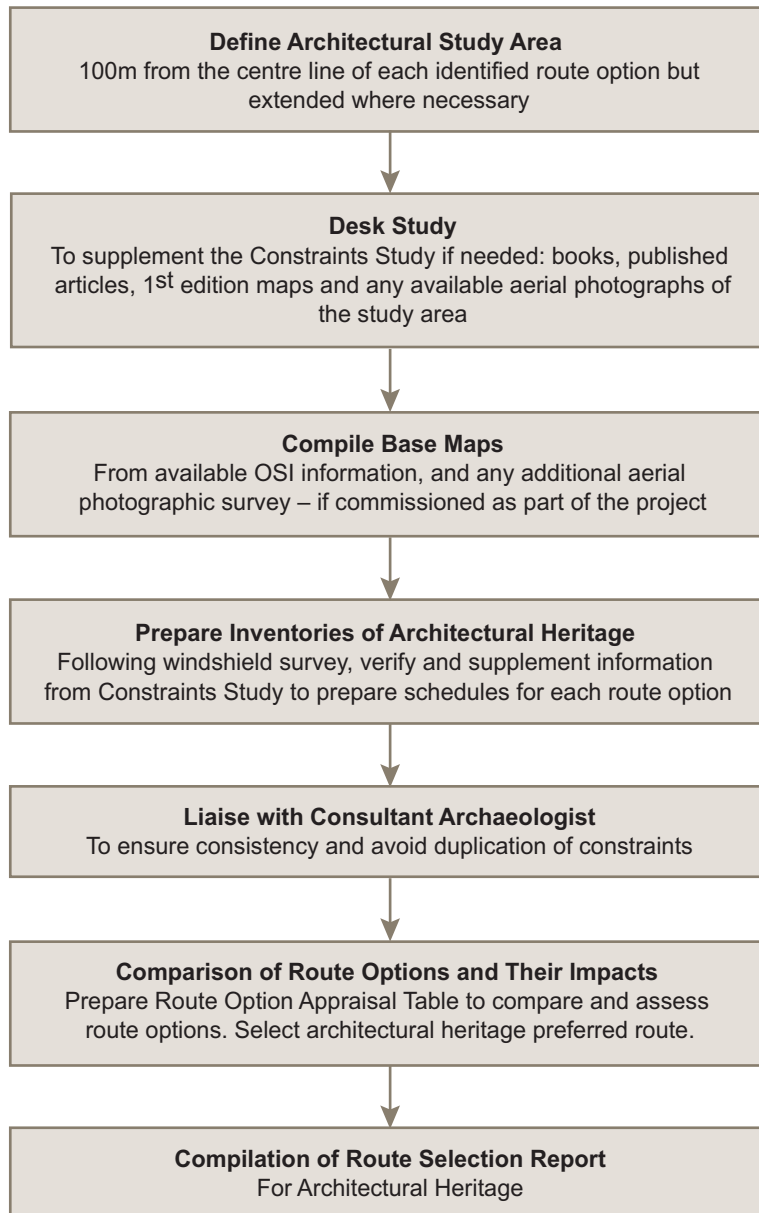 Define Architectural Study Area
100m from the centre line of each identified route option but
extended where necessary
Desk Study
To supplement the Constraints Study if needed: books, published
articles, 1st edition maps and any available aerial photographs of
the study area
Compile Base Maps
From available OSI information, and any additional aerial
photographic survey – if commissioned as part of the project
Prepare Inventories of Architectural Heritage
Following windshield survey, verify and supplement information
from Constraints Study to prepare schedules for each route option
Liaise with Consultant Archaeologist
To ensure consistency and avoid duplication of constraints
Comparison of Route Options and Their Impacts
Prepare Route Option Appraisal Table to compare and assess
route options. Select architectural heritage preferred route.
Compilation of Route Selection Report
For Architectural Heritage